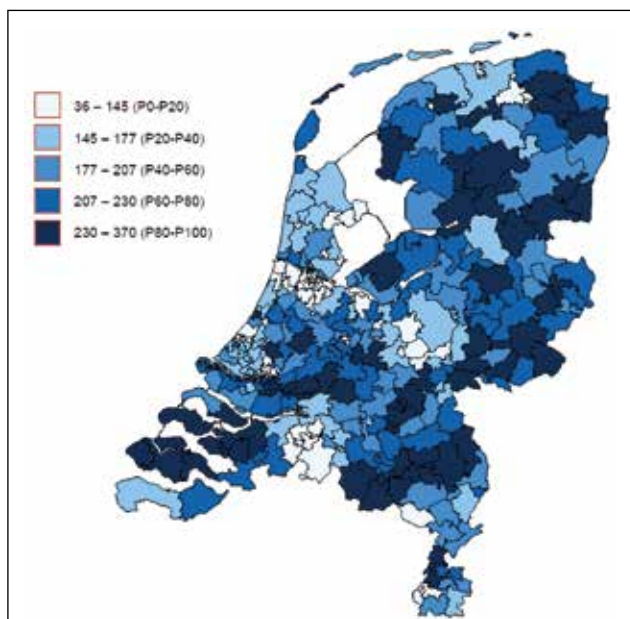 36 – 145 (P0-P20)
145 – 177 (P20-P40)
177 – 207 (P40-P60)
207 – 230 (P60-P80)
230 – 370 (P80-P100)